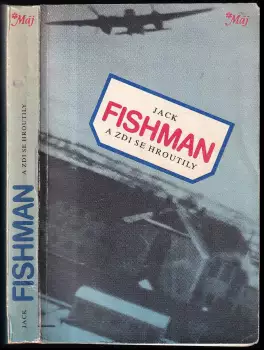 Máj
JACK
FISHMAN
A ZDI SE HROUTILY
Máj
JACK FISHMAN A ZDI SE HROUTILY